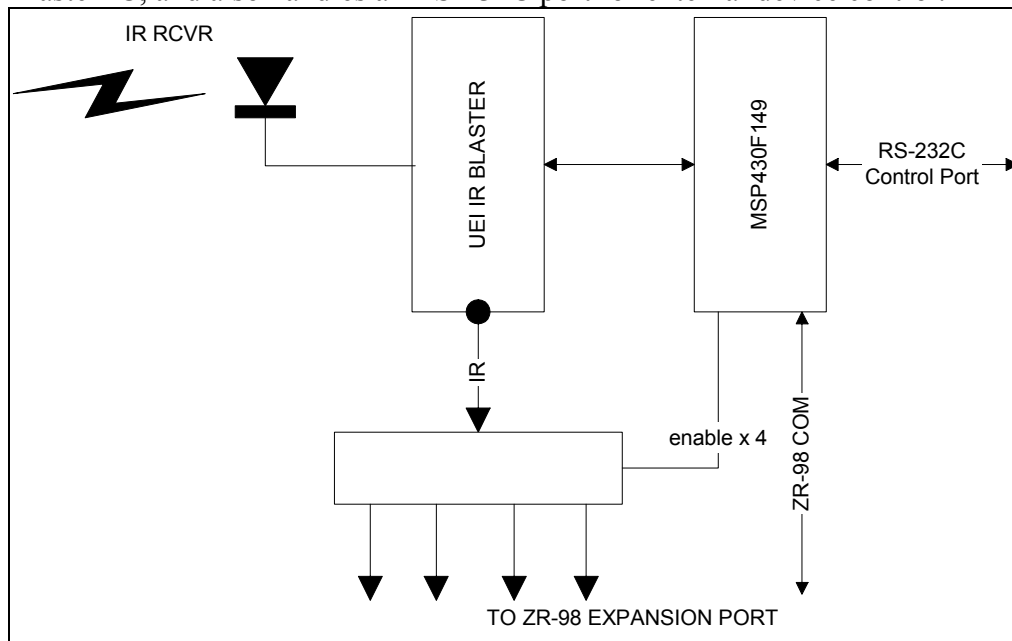 IR RCVR
UEI IR BLASTER
MSP430F149
RS-232C
Control Port
IR
enable x 4
ZR-98 COM
TO ZR-98 EXPANSION PORT